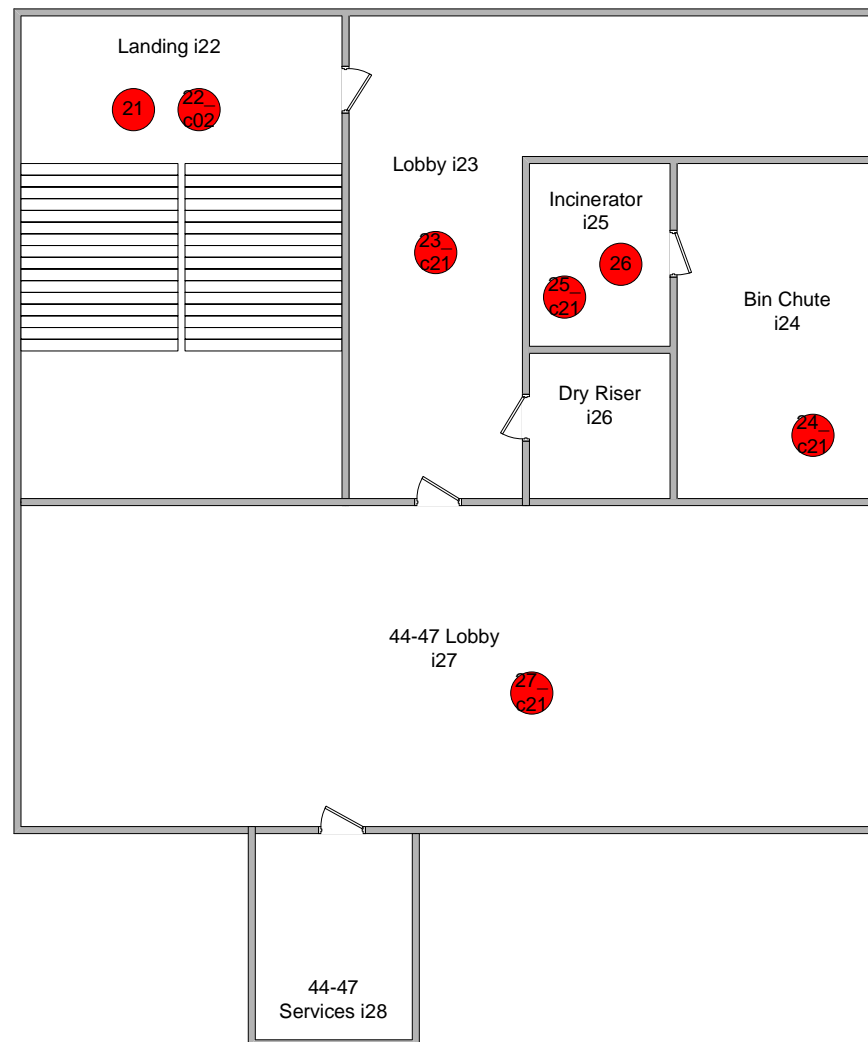 Landing i22
21
22_
c02
Lobby i23
23_
c21
Incinerator
i25
26
25_
c21
Bin Chute
i24
Dry Riser
i26
24_
c21
44-47 Lobby
i27
27_
c21
44-47
Services i28